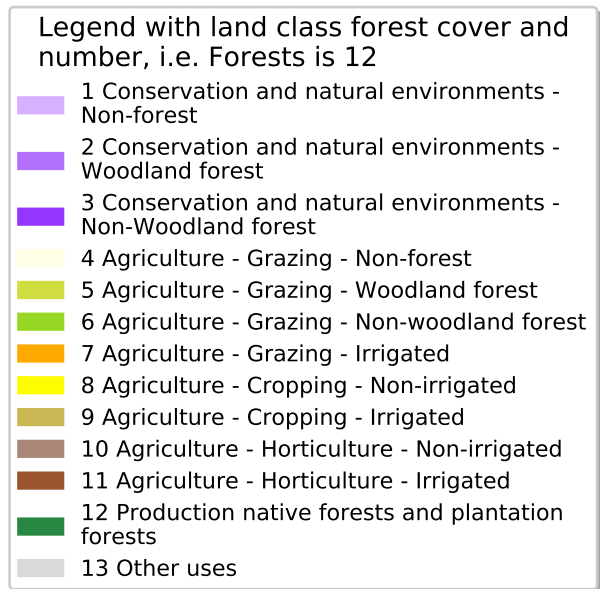 Legend with land class forest cover and
number, i.e. Forests is 12
1 Conservation and natural environments -
Non-forest
2 Conservation and natural environments -
Woodland forest
3 Conservation and natural environments -
Non-Woodland forest
4 Agriculture - Grazing - Non-forest
5 Agriculture - Grazing - Woodland forest
6 Agriculture - Grazing - Non-woodland forest
7 Agriculture - Grazing - Irrigated
8 Agriculture - Cropping - Non-irrigated
9 Agriculture - Cropping - Irrigated
10 Agriculture - Horticulture - Non-irrigated
11 Agriculture - Horticulture - Irrigated
12 Production native forests and plantation
forests
13 Other uses